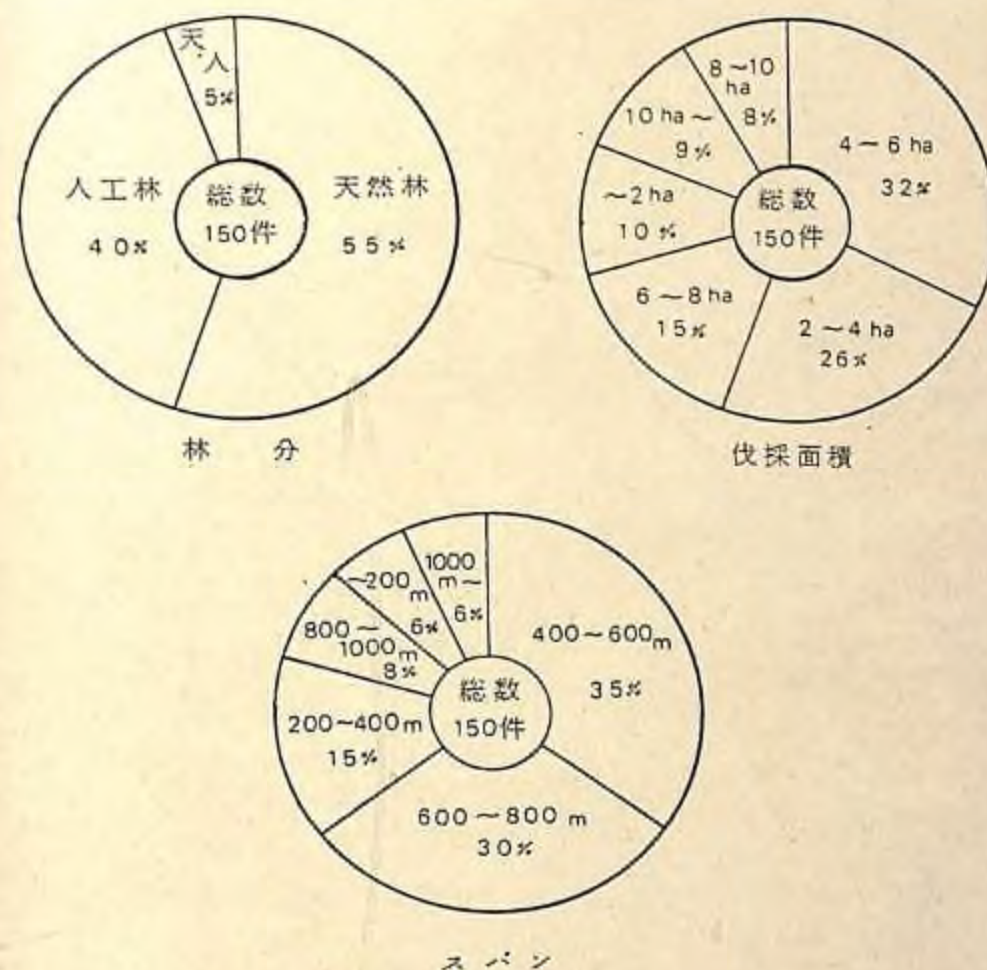 天・人
5%
人工林
40%
総数
150件
天然林
55%
林 分
8~10
ha
8%
10 ha~
9%
~2 ha
10%
6~8 ha
15%
総数
150件
4~6 ha
32%
2~4 ha
26%
伐採面積
1000
m~
6%
~200m
6%
800~
1000m
8%
200~400m
15%
総数
150件
400~600m
35%
600~800 m
30%
スパン